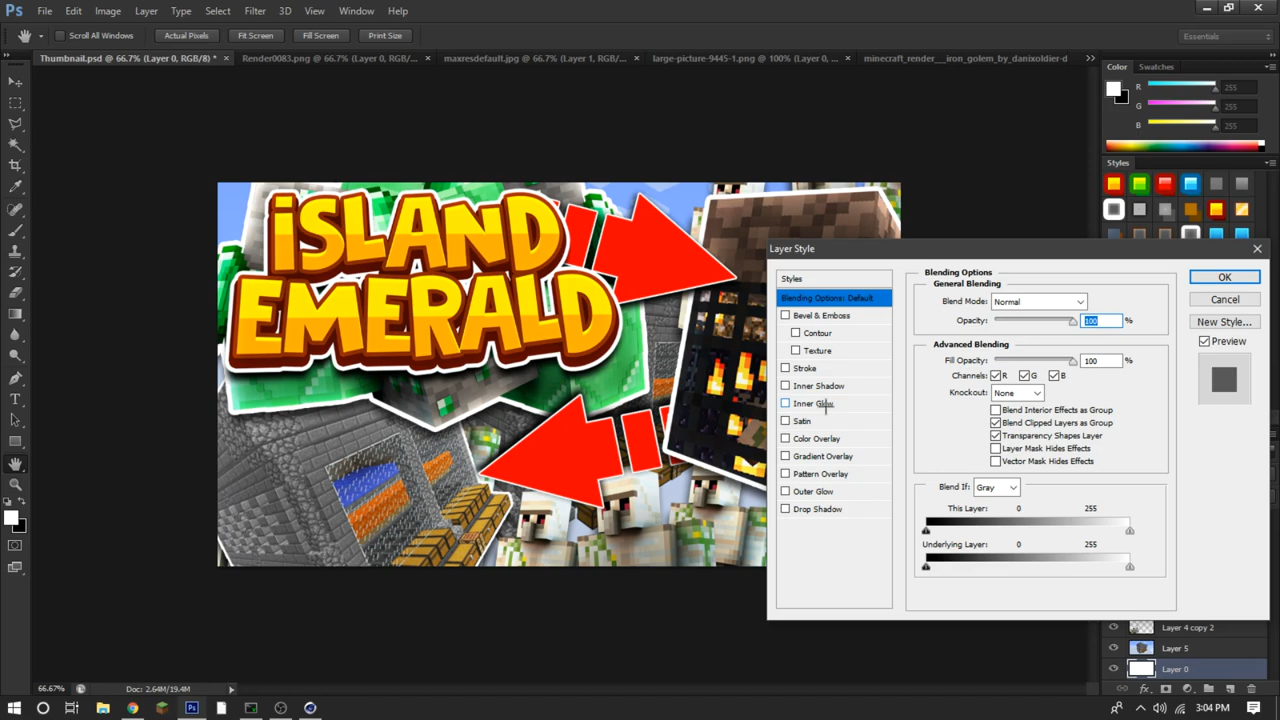 Ps File Edit Image Layer Type Select Filter 3D View Window Help
Scroll All Windows Actual Pixels Fit Screen Fill Screen Print Size Essentials
Thumbnail.psd @ 66.7% (Layer 0, RGB/8) * × Render0083.png @ 66.7% (Layer 0, RGB/... × maxresdefault.jpg @ 66.7% (Layer 1, RGB/... × large-picture-9445-1.png @ 100% (Layer 0, ... × minecraft_render__iron_golem_by_danixoldier-d
Color Swatches
R 255
G 255
B 255
Styles
iSLAND
EMERALD
Layer Style
Styles
Blending Options: Default
Bevel & Emboss
Contour
Texture
Stroke
Inner Shadow
Inner Glow
Satin
Color Overlay
Gradient Overlay
Pattern Overlay
Outer Glow
Drop Shadow
Blending Options
General Blending
Blend Mode: Normal
Opacity: 100 %
Advanced Blending
Fill Opacity: 100 %
Channels: R G B
Knockout: None
Blend Interior Effects as Group
Blend Clipped Layers as Group
Transparency Shapes Layer
Layer Mask Hides Effects
Vector Mask Hides Effects
Blend If: Gray
This Layer: 0 255
Underlying Layer: 0 255
OK
Cancel
New Style...
Preview
Layer 4 copy 2
Layer 5
Layer 0
66.67% Doc: 2.64M/19.4M
3:04 PM